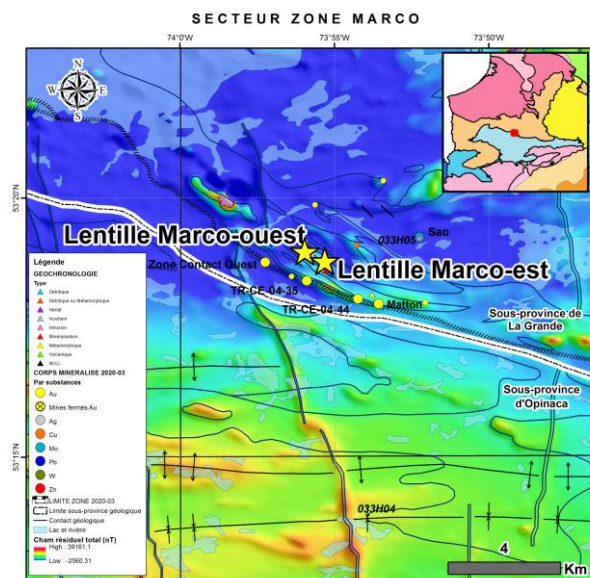 SECTEUR ZONE MARCO
74°0'O
73°55'O
73°50'O
N
W
E
S
53°20'N
033H05
Sao
Lentille Marco-ouest
Zone Contact Ouest
Lentille Marco-est
TR-CE-04-35
Matton
TR-CE-04-44
Sous-province de
La Grande
Sous-province
d'Opinaca
53°15'N
033H04
Légende
GEOCHRONOLOGIE
Type
Détritique
Détritique ou Métamorphique
Hérité
Incertain
Intrusion
Minéralisation
Métamorphique
Volcanique
NULL
CORPS MINERALISE 2020-03
Par substances
Au
Mines fermés Au
Ag
Cu
Mo
Pb
W
Zn
LIMITE ZONE 2020-03
Limite sous-province géologique
Contact géologique
Lac et rivière
Cham résiduel total (nT)
High : 39161,1
Low : -2560,31
4
Km